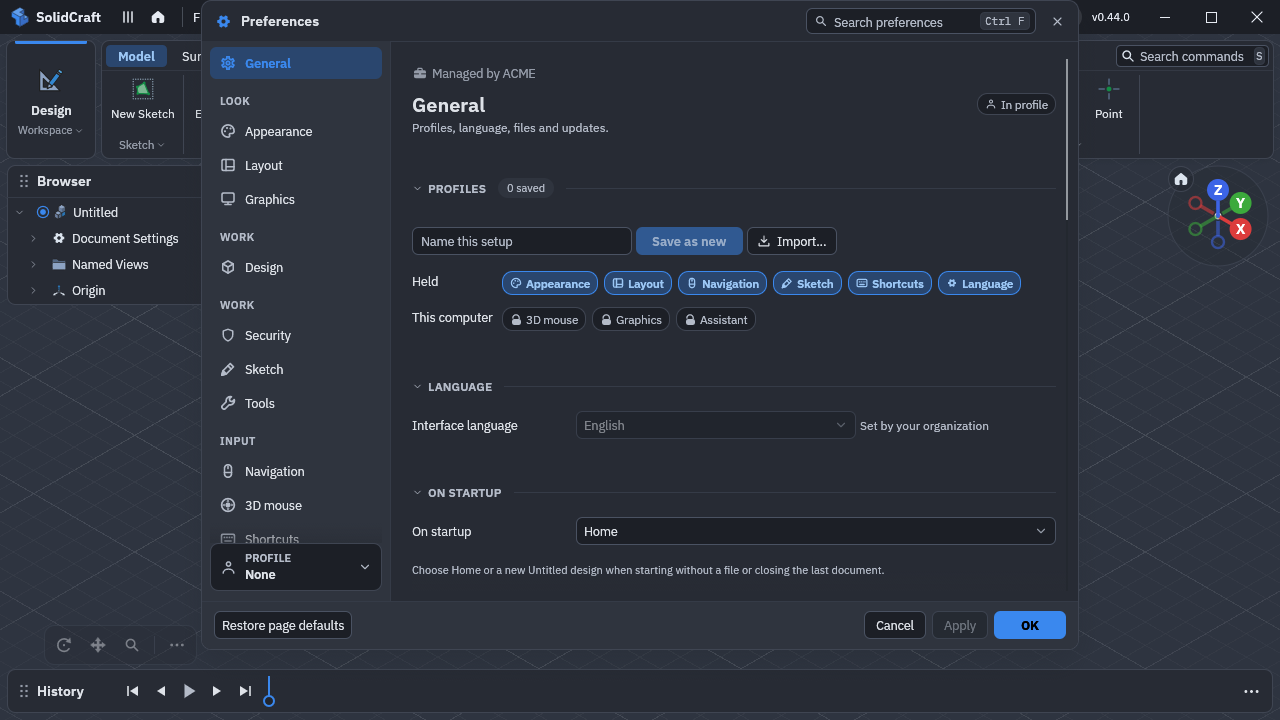 SolidCraft
F
Preferences
Search preferences
Ctrl F
v0.44.0
Model
Sur
Search commands
S
Design
Workspace
New Sketch
E
Sketch
Point
General
LOOK
Appearance
Layout
Graphics
WORK
Design
WORK
Security
Sketch
Tools
INPUT
Navigation
3D mouse
Shortcuts
PROFILE
None
Managed by ACME
General
In profile
Profiles, language, files and updates.
PROFILES
0 saved
Name this setup
Save as new
Import...
Held
Appearance
Layout
Navigation
Sketch
Shortcuts
Language
This computer
3D mouse
Graphics
Assistant
LANGUAGE
Interface language
English
Set by your organization
ON STARTUP
On startup
Home
Choose Home or a new Untitled design when starting without a file or closing the last document.
Restore page defaults
Cancel
Apply
OK
Browser
Untitled
Document Settings
Named Views
Origin
Z
Y
X
History